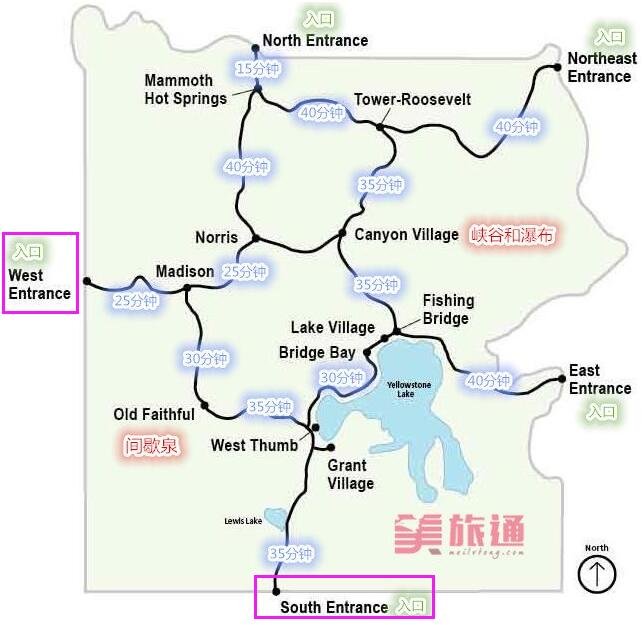 入口
North Entrance
15分钟
Northeast
Entrance
入口
Mammoth
Hot Springs
40分钟
Tower-Roosevelt
40分钟
40分钟
35分钟
Norris
Canyon Village
峡谷和瀑布
入口
West
Entrance
25分钟
Madison
25分钟
35分钟
Fishing
Bridge
Lake Village
Bridge Bay
30分钟
30分钟
Yellowstone
Lake
40分钟
East
Entrance
入口
Old Faithful
35分钟
间歇泉
West Thumb
Grant
Village
Lewis Lake
35分钟
美旅通
meilvtong.com
North
South Entrance
入口